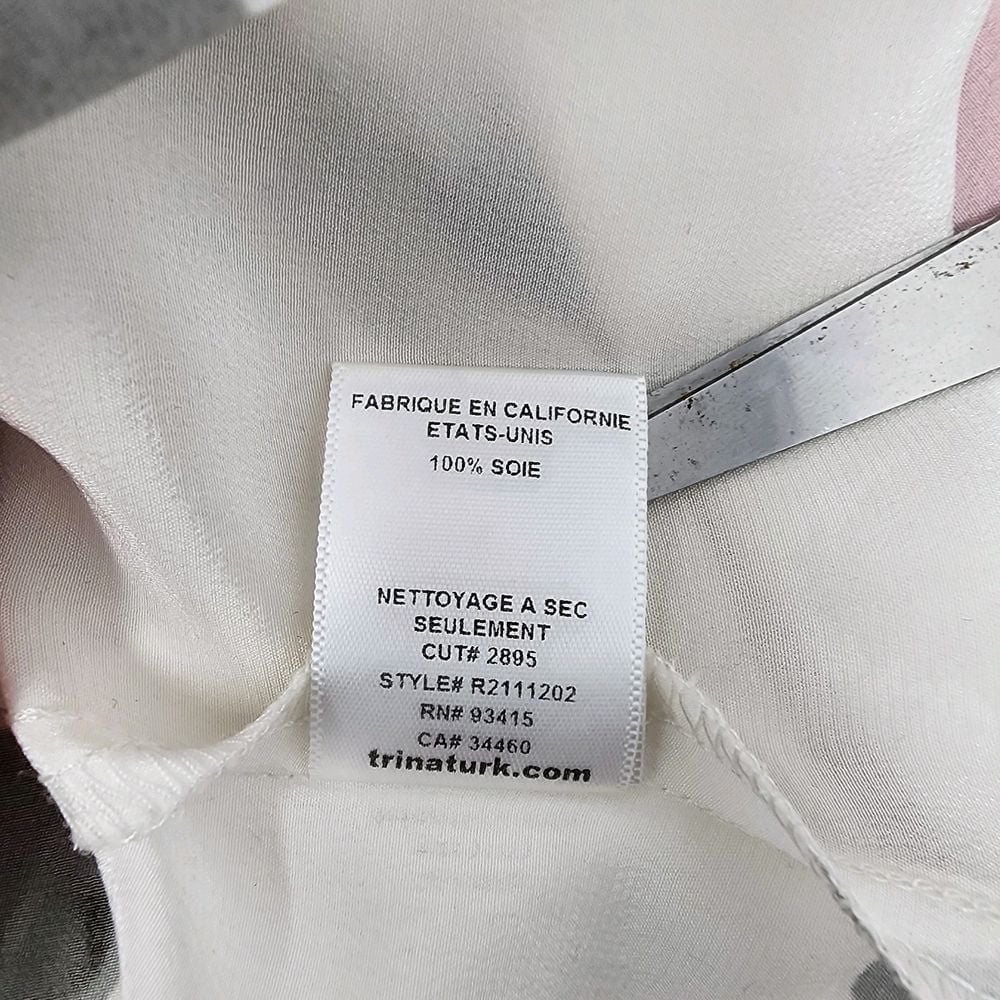 FABRIQUE EN CALIFORNIE
ETATS-UNIS
100% SOIE
NETTOYAGE A SEC
SEULEMENT
CUT# 2895
STYLE# R2111202
RN# 93415
CA# 34460
trinaturk.com